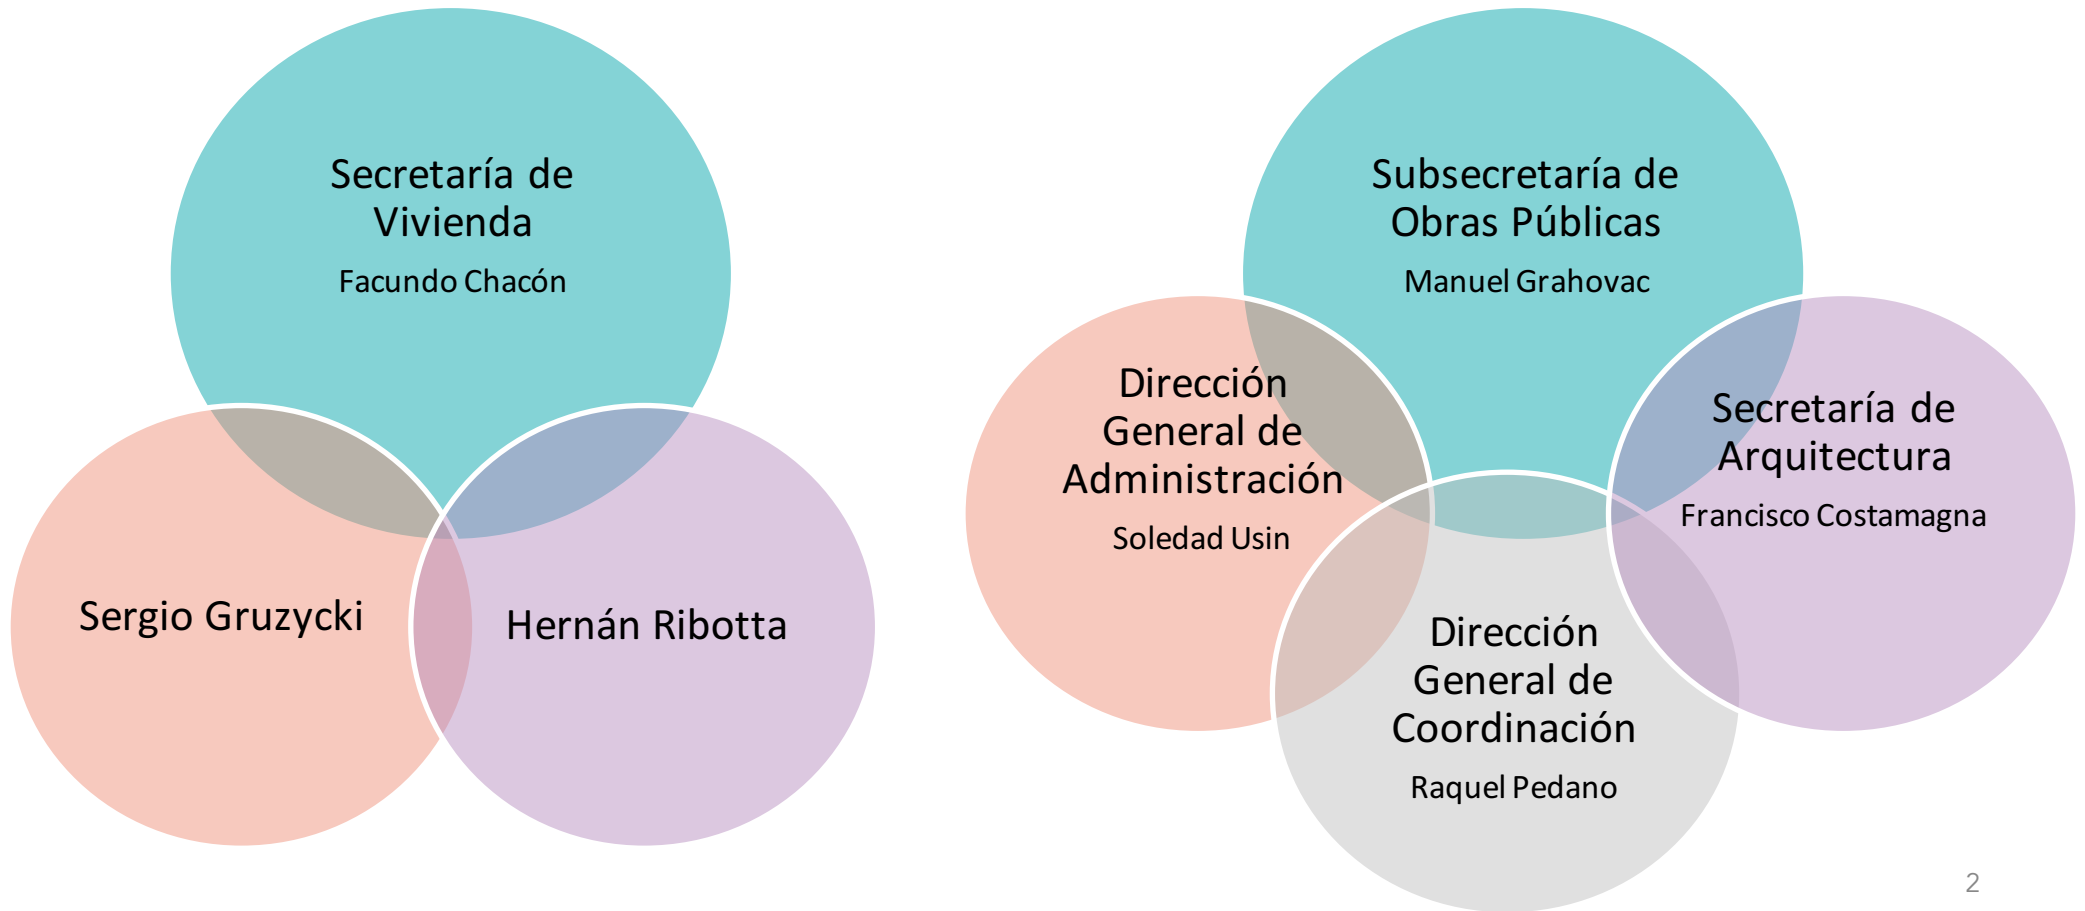 Secretaría de
Vivienda
Facundo Chacón
Sergio Gruzycki
Hernán Ribotta
Subsecretaría de
Obras Públicas
Manuel Grahovac
Dirección
General de
Administración
Soledad Usin
Secretaría de
Arquitectura
Francisco Costamagna
Dirección
General de
Coordinación
Raquel Pedano
2